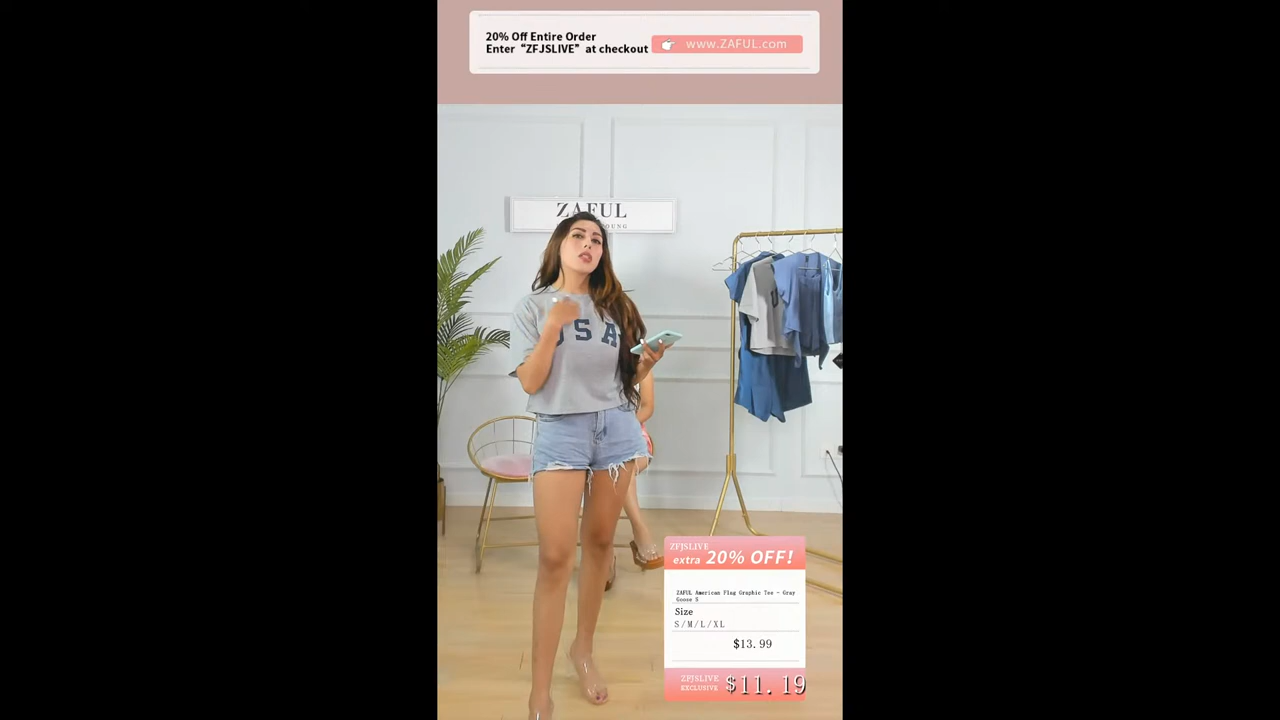 20% Off Entire Order
Enter“ZFJSLIVE”at checkout
www.ZAFUL.com
ZAFUL
OUNG
USA
U
ZFJSLIVE
extra 20% OFF!
ZAFUL American Flag Graphic Tee - Gray
Goose S
Size
S/M/L/XL
$13.99
ZFJSLIVE
EXCLUSIVE
$11.19